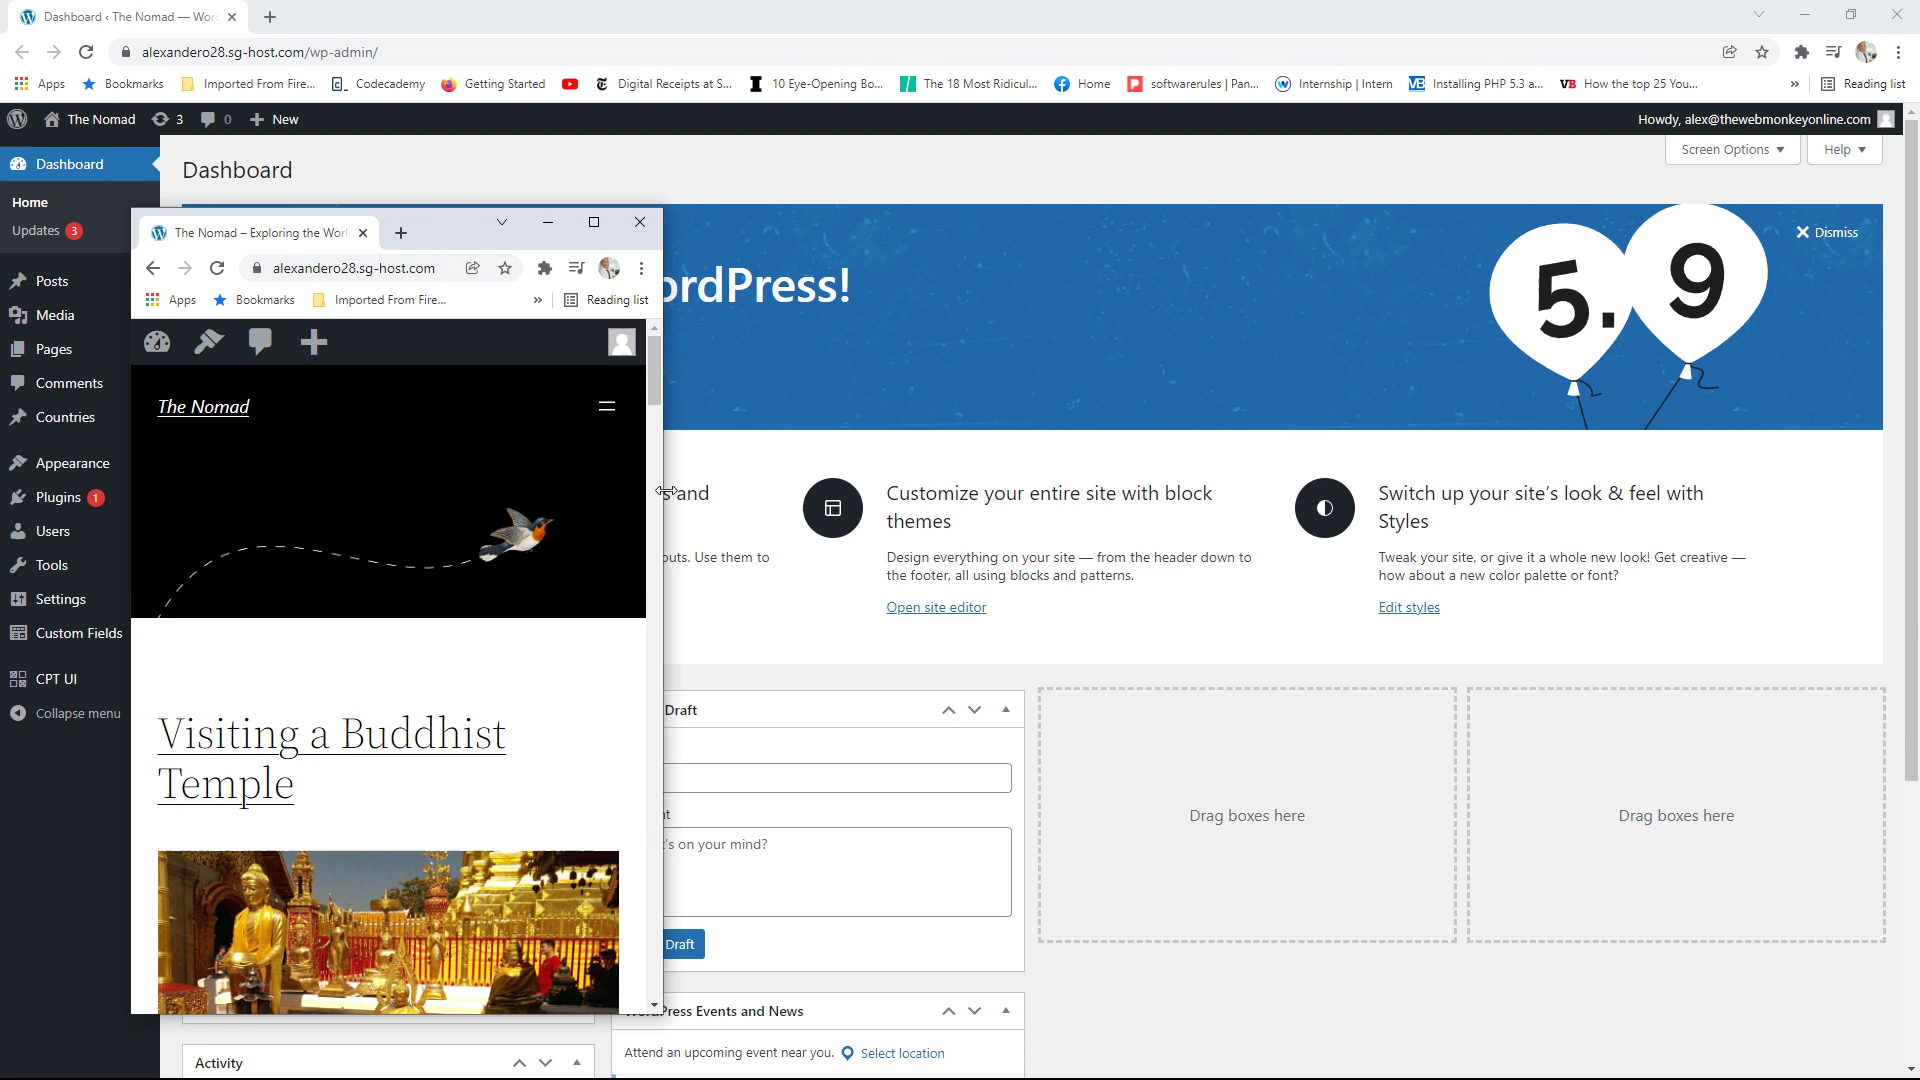 Dashboard ‹ The Nomad — Wor
alexandero28.sg-host.com/wp-admin/
Apps
Bookmarks
Imported From Fire...
Codecademy
Getting Started
Digital Receipts at S...
10 Eye-Opening Bo...
The 18 Most Ridicul...
Home
softwarerules | Pan...
Internship | Intern
Installing PHP 5.3 a...
How the top 25 You...
»
Reading list
The Nomad
3
0
New
Howdy, alex@thewebmonkeyonline.com
Dashboard
Home
Updates 3
Posts
Media
Pages
Comments
Countries
Appearance
Plugins 1
Users
Tools
Settings
Custom Fields
CPT UI
Collapse menu
Dashboard
Screen Options
Help
ordPress!
5.9
Dismiss
The Nomad – Exploring the Worl
alexandero28.sg-host.com
Apps
Bookmarks
Imported From Fire...
»
Reading list
The Nomad
Visiting a Buddhist
Temple
s and
outs. Use them to
Customize your entire site with block
themes
Design everything on your site — from the header down to
the footer, all using blocks and patterns.
Open site editor
Switch up your site's look & feel with
Styles
Tweak your site, or give it a whole new look! Get creative —
how about a new color palette or font?
Edit styles
Draft
nt
t's on your mind?
Draft
Drag boxes here
Drag boxes here
WordPress Events and News
Attend an upcoming event near you.
Select location
Activity